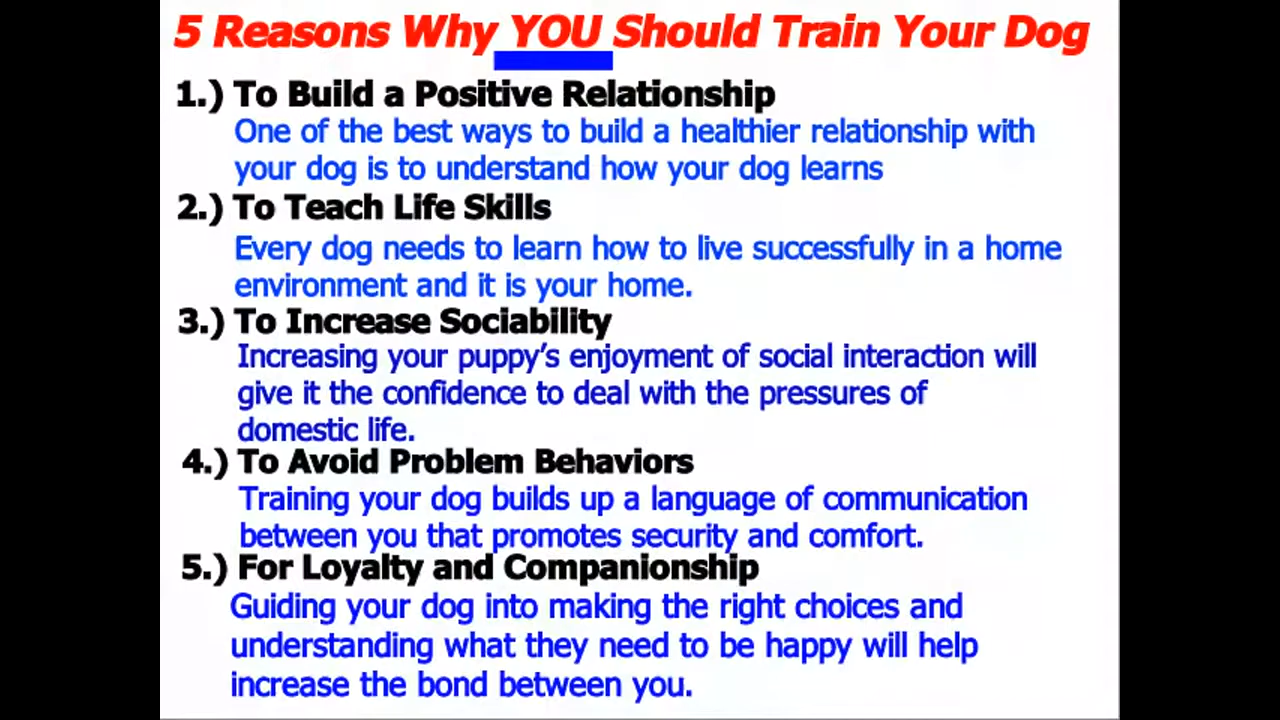 5 Reasons Why YOU Should Train Your Dog
1.) To Build a Positive Relationship
One of the best ways to build a healthier relationship with
your dog is to understand how your dog learns
2.) To Teach Life Skills
Every dog needs to learn how to live successfully in a home
environment and it is your home.
3.) To Increase Sociability
Increasing your puppy’s enjoyment of social interaction will
give it the confidence to deal with the pressures of
domestic life.
4.) To Avoid Problem Behaviors
Training your dog builds up a language of communication
between you that promotes security and comfort.
5.) For Loyalty and Companionship
Guiding your dog into making the right choices and
understanding what they need to be happy will help
increase the bond between you.